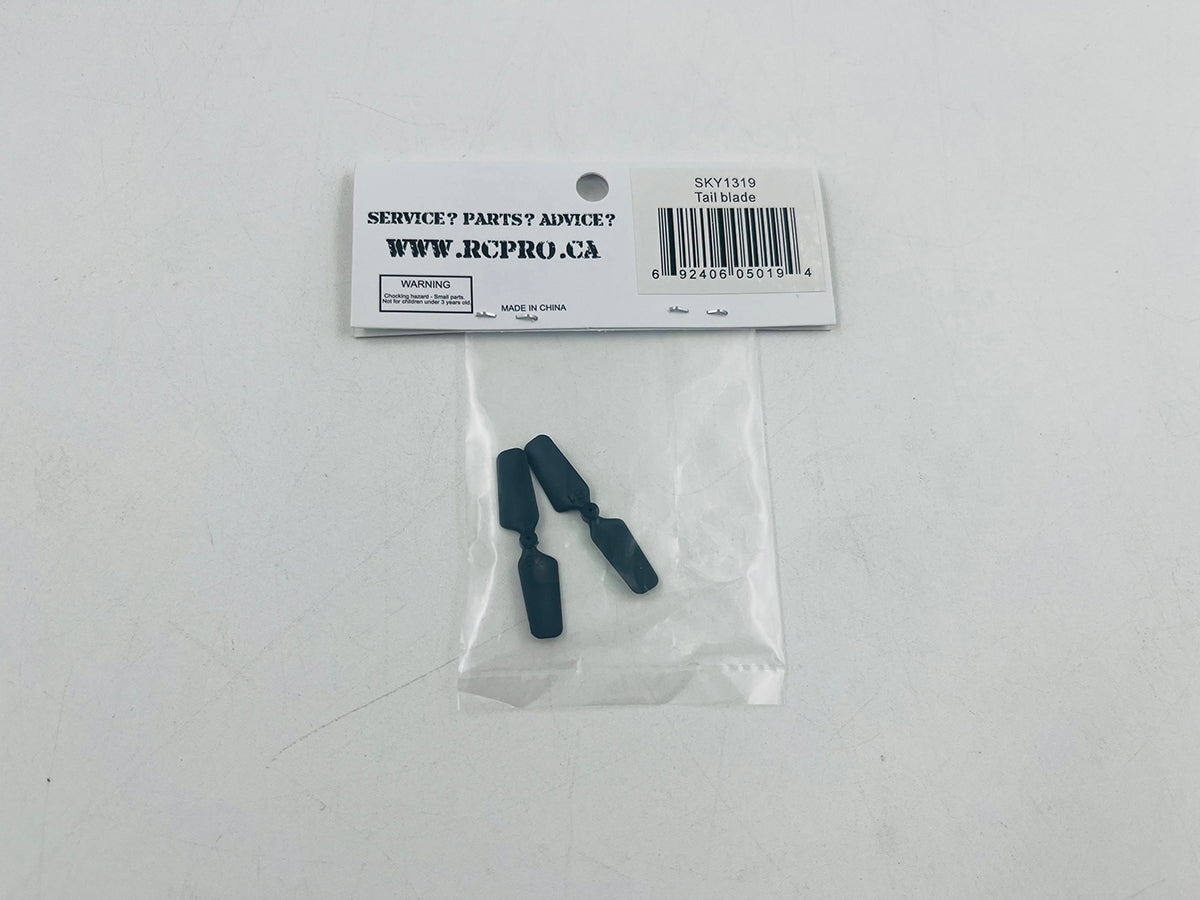 SERVICE? PARTS? ADVICE?
WWW.RCPRO.CA
WARNING
Chocking hazard - Small parts.
Not for children under 3 years old.
MADE IN CHINA
SKY1319
Tail blade
6 92406 05019 4